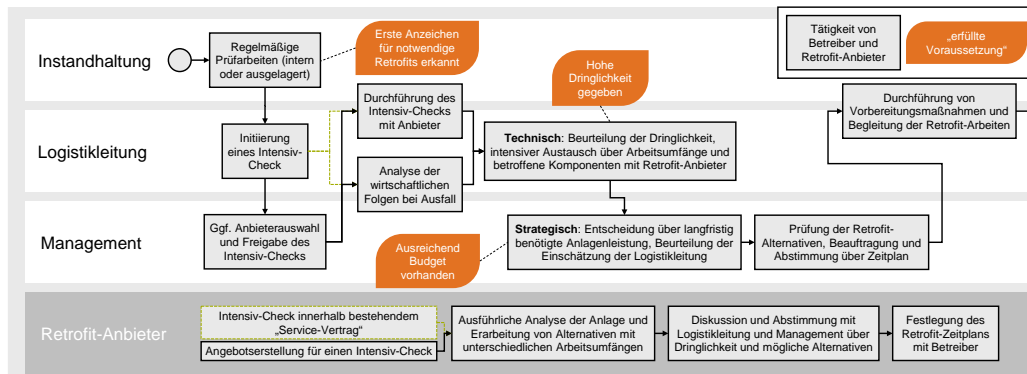 Instandhaltung
Regelmäßige
Prüfarbeiten (intern
oder ausgelagert)
Erste Anzeichen
für notwendige
Retrofits erkannt
Hohe
Dringlichkeit
gegeben
Tätigkeit von
Betreiber und
Retrofit-Anbieter
„erfüllte
Voraussetzung“
Logistikleitung
Initiierung
eines Intensiv-
Check
Durchführung des
Intensiv-Checks
mit Anbieter
Analyse der
wirtschaftlichen
Folgen bei Ausfall
Technisch: Beurteilung der Dringlichkeit,
intensiver Austausch über Arbeitsumfänge und
betroffene Komponenten mit Retrofit-Anbieter
Durchführung von
Vorbereitungsmaßnahmen und
Begleitung der Retrofit-Arbeiten
Management
Ggf. Anbieterauswahl
und Freigabe des
Intensiv-Checks
Ausreichend
Budget
vorhanden
Strategisch: Entscheidung über langfristig
benötigte Anlagenleistung, Beurteilung der
Einschätzung der Logistikleitung
Prüfung der Retrofit-
Alternativen, Beauftragung und
Abstimmung über Zeitplan
Retrofit-Anbieter
Intensiv-Check innerhalb bestehendem
„Service-Vertrag“
Angebotserstellung für einen Intensiv-Check
Ausführliche Analyse der Anlage und
Erarbeitung von Alternativen mit
unterschiedlichen Arbeitsumfängen
Diskussion und Abstimmung mit
Logistikleitung und Management über
Dringlichkeit und mögliche Alternativen
Festlegung des
Retrofit-Zeitplans
mit Betreiber